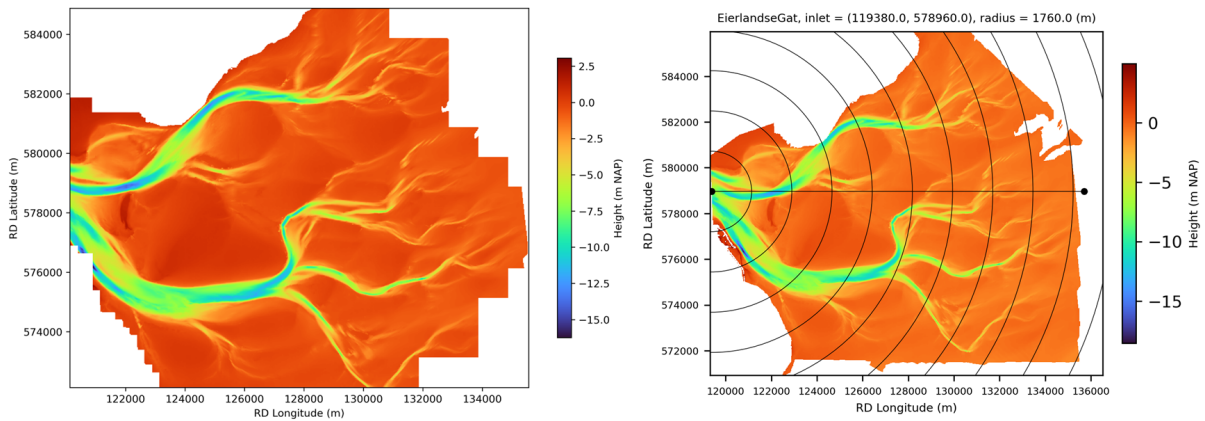 584000
582000
580000
578000
576000
574000
RD Latitude (m)
122000 124000 126000 128000 130000 132000 134000
RD Longitude (m)
2.5
0.0
−2.5
−5.0
−7.5
−10.0
−12.5
−15.0
Height (m NAP)
EierlandseGat, inlet = (119380.0, 578960.0), radius = 1760.0 (m)
584000
582000
580000
578000
576000
574000
572000
RD Latitude (m)
120000 122000 124000 126000 128000 130000 132000 134000 136000
RD Longitude (m)
0
−5
−10
−15
Height (m NAP)